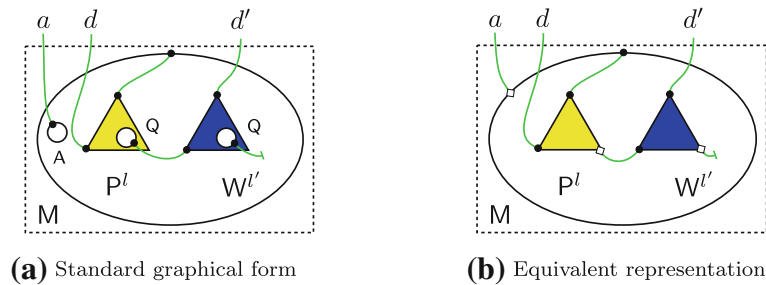 a d d′ a d d′
A Q Q
P^l W^{l′} P^l W^{l′}
M M
(a) Standard graphical form (b) Equivalent representation